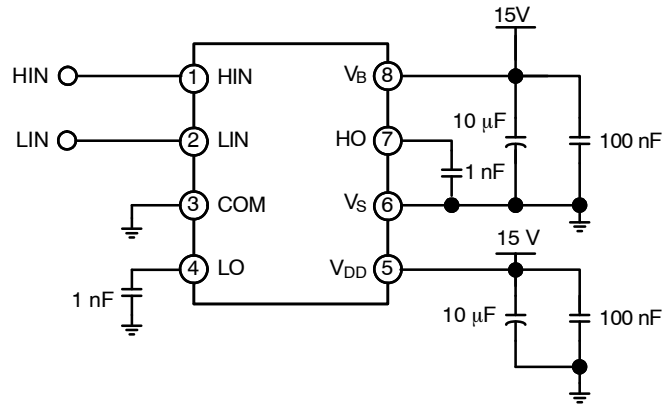 15V
HIN 1 HIN VB 8
10 μF
LIN 2 LIN HO 7 100 nF
1 nF
3 COM VS 6
15 V
4 LO VDD 5
1 nF 10 μF 100 nF